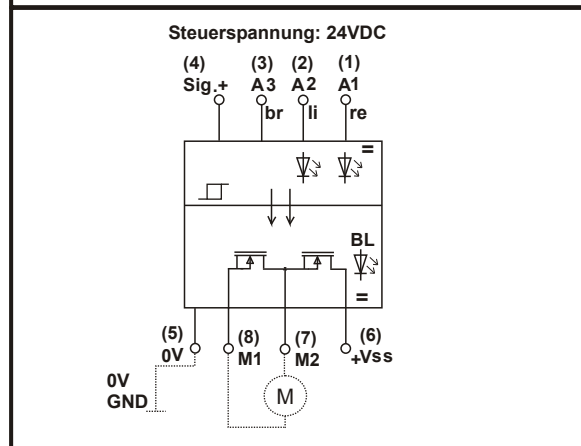 Steuerspannung: 24VDC
(4) (3) (2) (1)
Sig.+ A3 A2 A1
br li re
=
BL
=
(5) (8) (7) (6)
0V M1 M2 +Vss
0V
GND
M